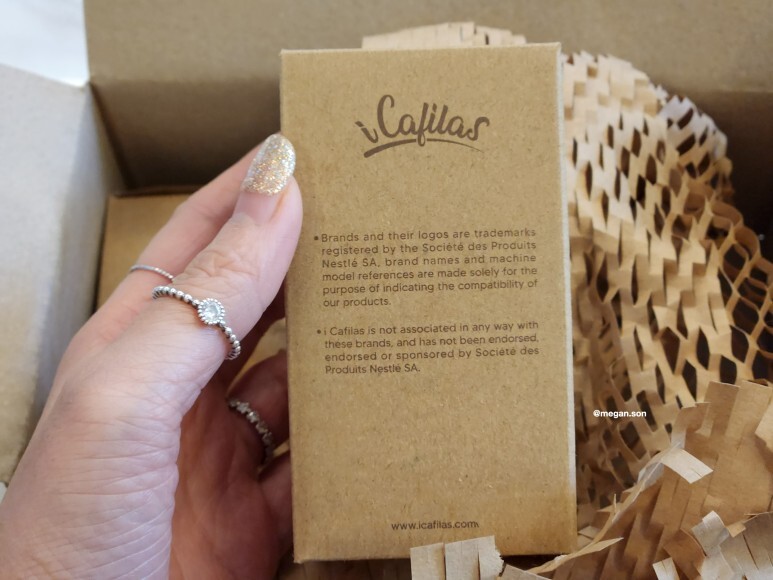 i Cafilas
• Brands and their logos are trademarks
registered by the Société des Produits
Nestlé SA, brand names and machine
model references are made solely for the
purpose of indicating the compatibility of
our products.
• i Cafilas is not associated in any way with
these brands, and has not been endorsed,
endorsed or sponsored by Société des
Produits Nestlé SA.
@megan.son
www.icafilas.com